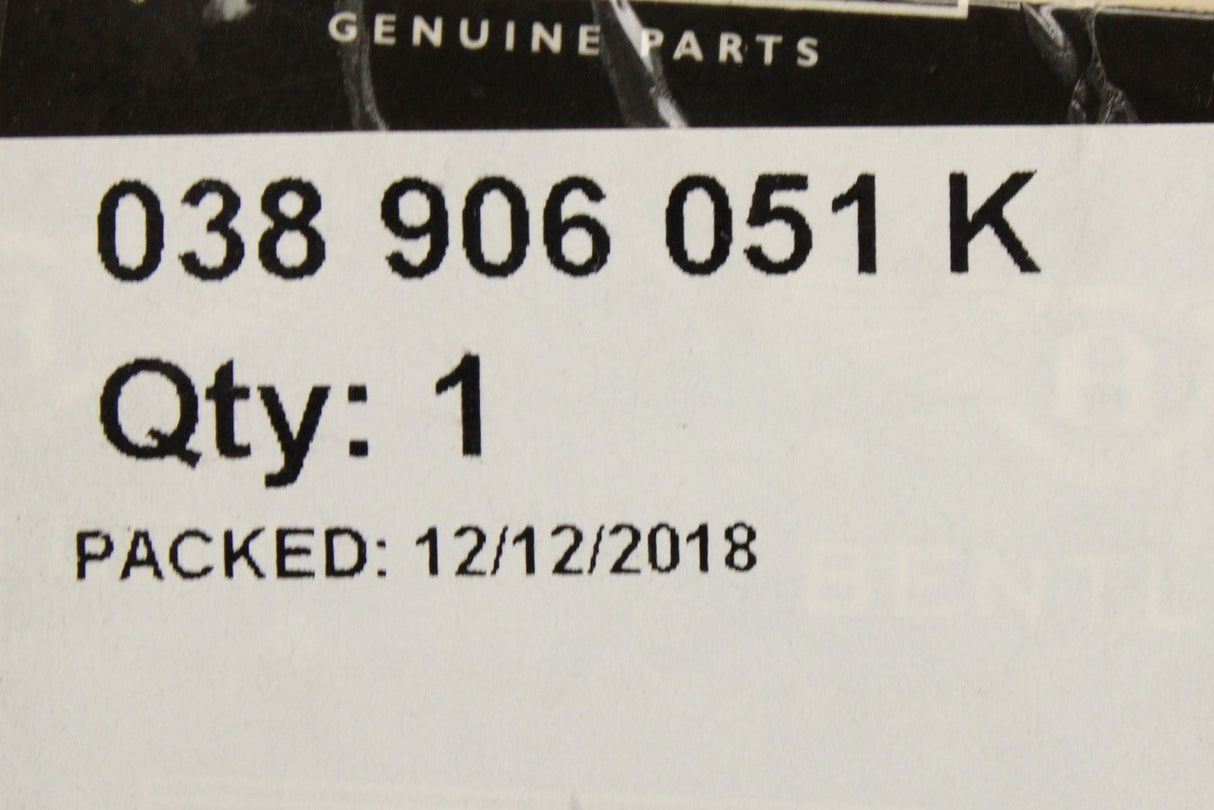 GENUINE PARTS
038 906 051 K
Qty: 1
PACKED: 12/12/2018